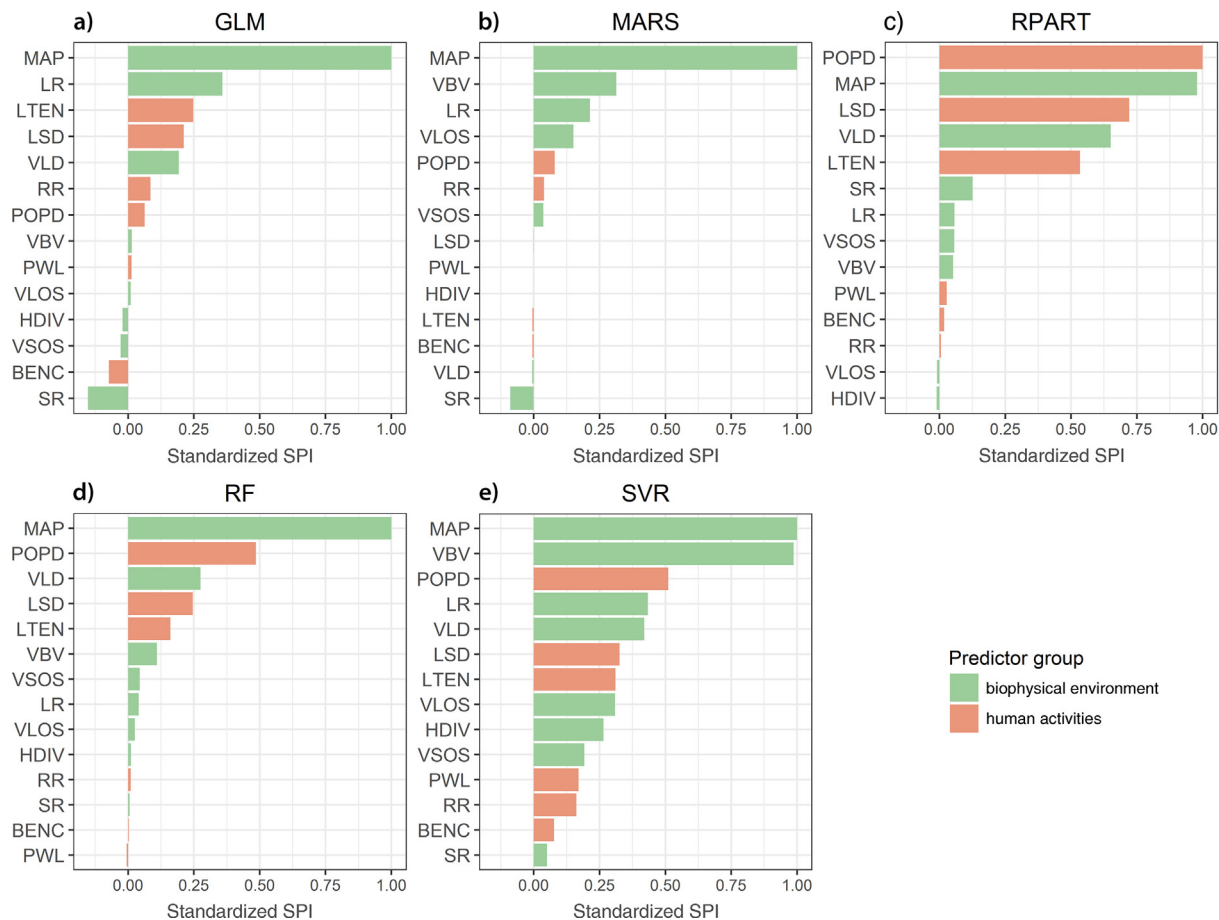 a) GLM
MAP
LR
LTEN
LSD
VLD
RR
POPD
VBV
PWL
VLOS
HDIV
VSOS
BENC
SR
0.00 0.25 0.50 0.75 1.00
Standardized SPI
b) MARS
MAP
VBV
LR
VLOS
POPD
RR
VSOS
LSD
PWL
HDIV
LTEN
BENC
VLD
SR
0.00 0.25 0.50 0.75 1.00
Standardized SPI
c) RPART
POPD
MAP
LSD
VLD
LTEN
SR
LR
VSOS
VBV
PWL
BENC
RR
VLOS
HDIV
0.00 0.25 0.50 0.75 1.00
Standardized SPI
d) RF
MAP
POPD
VLD
LSD
LTEN
VBV
VSOS
LR
VLOS
HDIV
RR
SR
BENC
PWL
0.00 0.25 0.50 0.75 1.00
Standardized SPI
e) SVR
MAP
VBV
POPD
LR
VLD
LSD
LTEN
VLOS
HDIV
VSOS
PWL
RR
BENC
SR
0.00 0.25 0.50 0.75 1.00
Standardized SPI
Predictor group
biophysical environment
human activities